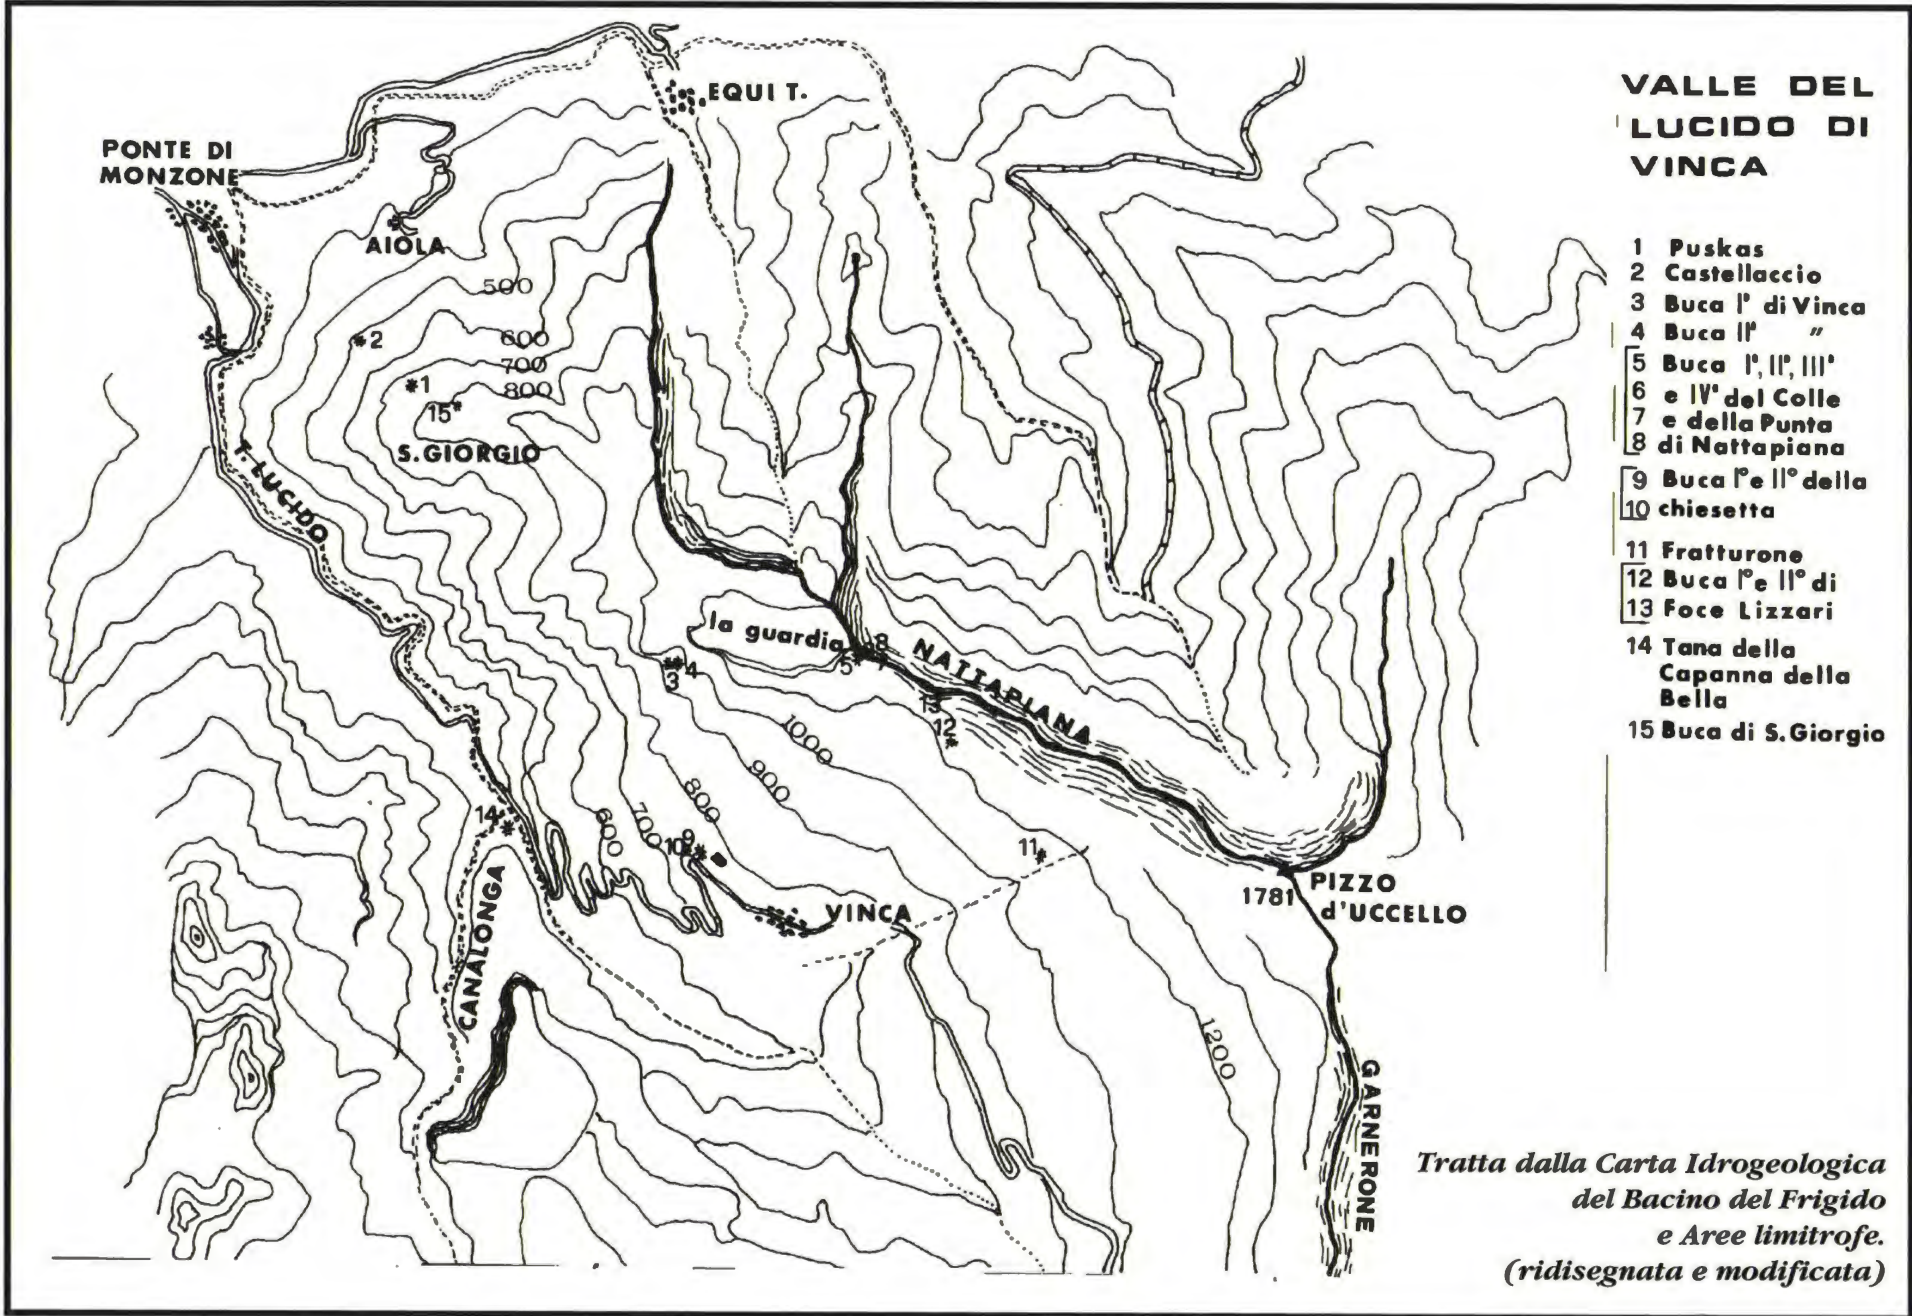 VALLE DEL
LUCIDO DI
VINCA
1 Puskas
2 Castellaccio
3 Buca I° di Vinca
4 Buca II° "
5 Buca I°, II°, III°
6 e IV° del Colle
7 e della Punta
8 di Nattapiana
9 Buca I° e II° della
10 chiesetta
11 Fratturone
12 Buca I° e II° di
13 Foce Lizzari
14 Tana della
Capanna della
Bella
15 Buca di S. Giorgio
EQUI T.
PONTE DI
MONZONE
AIOLA
500
600
700
800
2
1
15
S. GIORGIO
T. LUCIDO
la guardia
8
5
7
NATTAPIANA
4
3
13
12
1000
900
800
700
600
14
9
10
11
CANALONGA
VINCA
1781
PIZZO
d'UCCELLO
1200
GARNERONE
Tratta dalla Carta Idrogeologica
del Bacino del Frigido
e Aree limitrofe.
(ridisegnata e modificata)